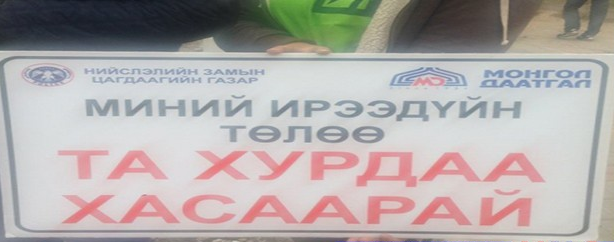 НИЙСЛЭЛИЙН ЗАМЫН
ЦАГДААГИЙН ГАЗАР
МОНГОЛ
ДААТГАЛ
МИНИЙ ИРЭЭДҮЙН
ТӨЛӨӨ
ТА ХУРДАА
ХАСААРАЙ